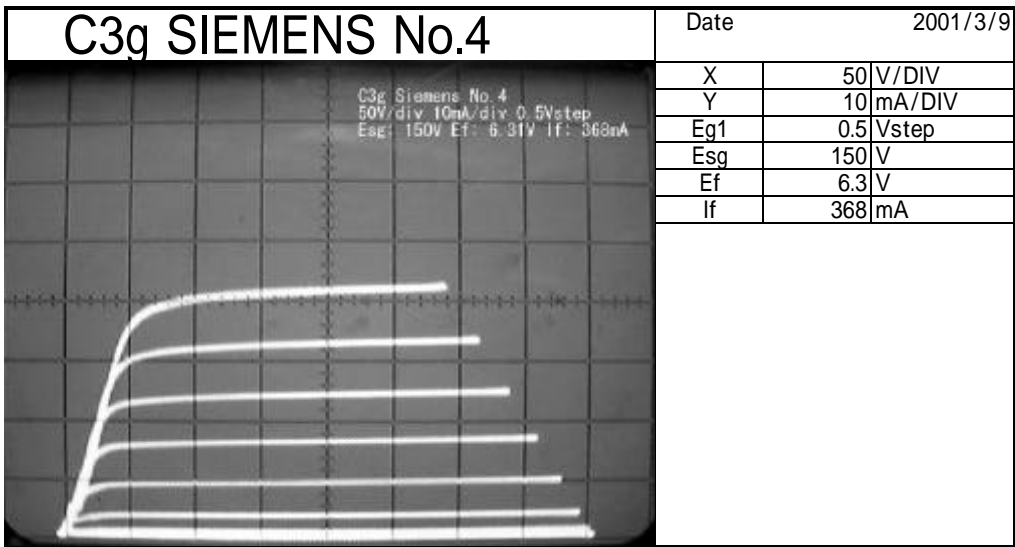 C3g SIEMENS No.4
Date 2001/3/9
C3g Siemens No.4
50V/div 10mA/div 0.5Vstep
Esg: 150V Ef: 6.31V If: 368mA
X 50 V/DIV
Y 10 mA/DIV
Eg1 0.5 Vstep
Esg 150 V
Ef 6.3 V
If 368 mA